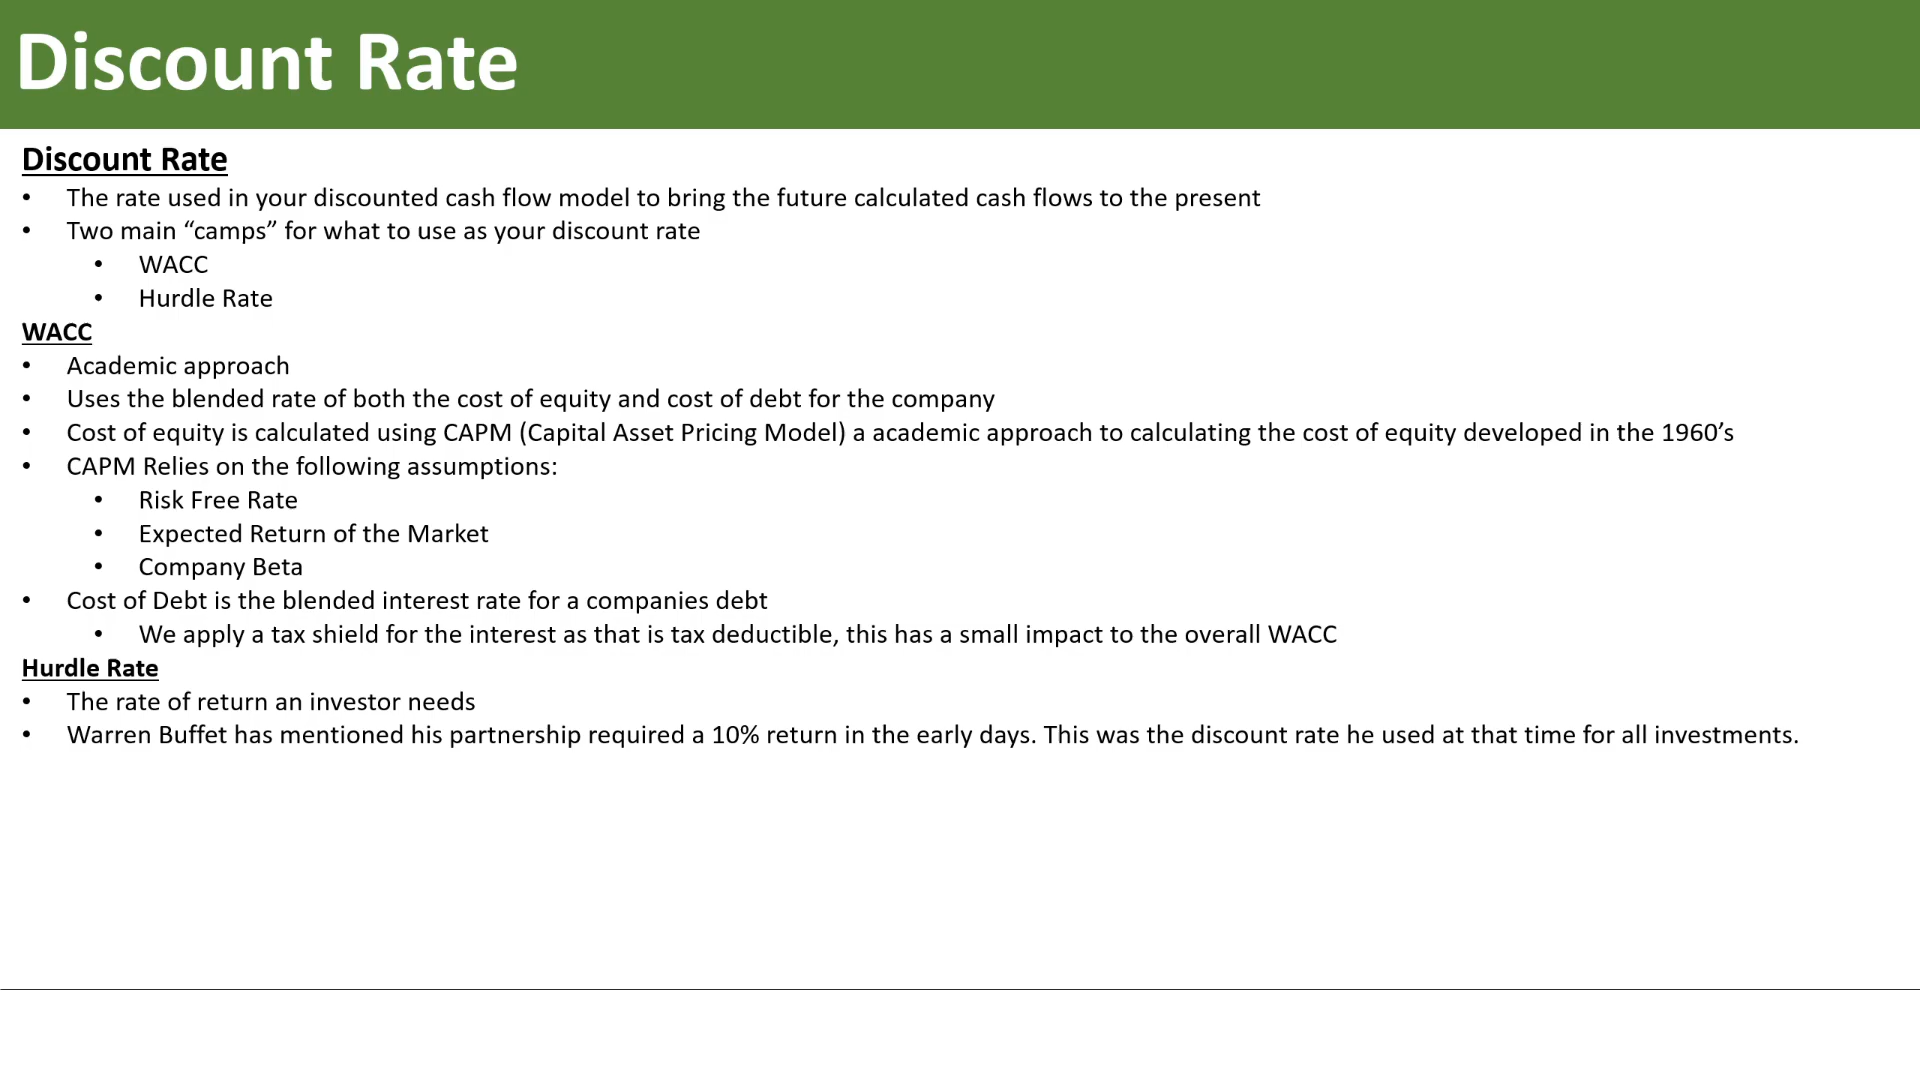 Discount Rate
Discount Rate
• The rate used in your discounted cash flow model to bring the future calculated cash flows to the present
• Two main “camps” for what to use as your discount rate
• WACC
• Hurdle Rate
WACC
• Academic approach
• Uses the blended rate of both the cost of equity and cost of debt for the company
• Cost of equity is calculated using CAPM (Capital Asset Pricing Model) a academic approach to calculating the cost of equity developed in the 1960’s
• CAPM Relies on the following assumptions:
• Risk Free Rate
• Expected Return of the Market
• Company Beta
• Cost of Debt is the blended interest rate for a companies debt
• We apply a tax shield for the interest as that is tax deductible, this has a small impact to the overall WACC
Hurdle Rate
• The rate of return an investor needs
• Warren Buffet has mentioned his partnership required a 10% return in the early days. This was the discount rate he used at that time for all investments.